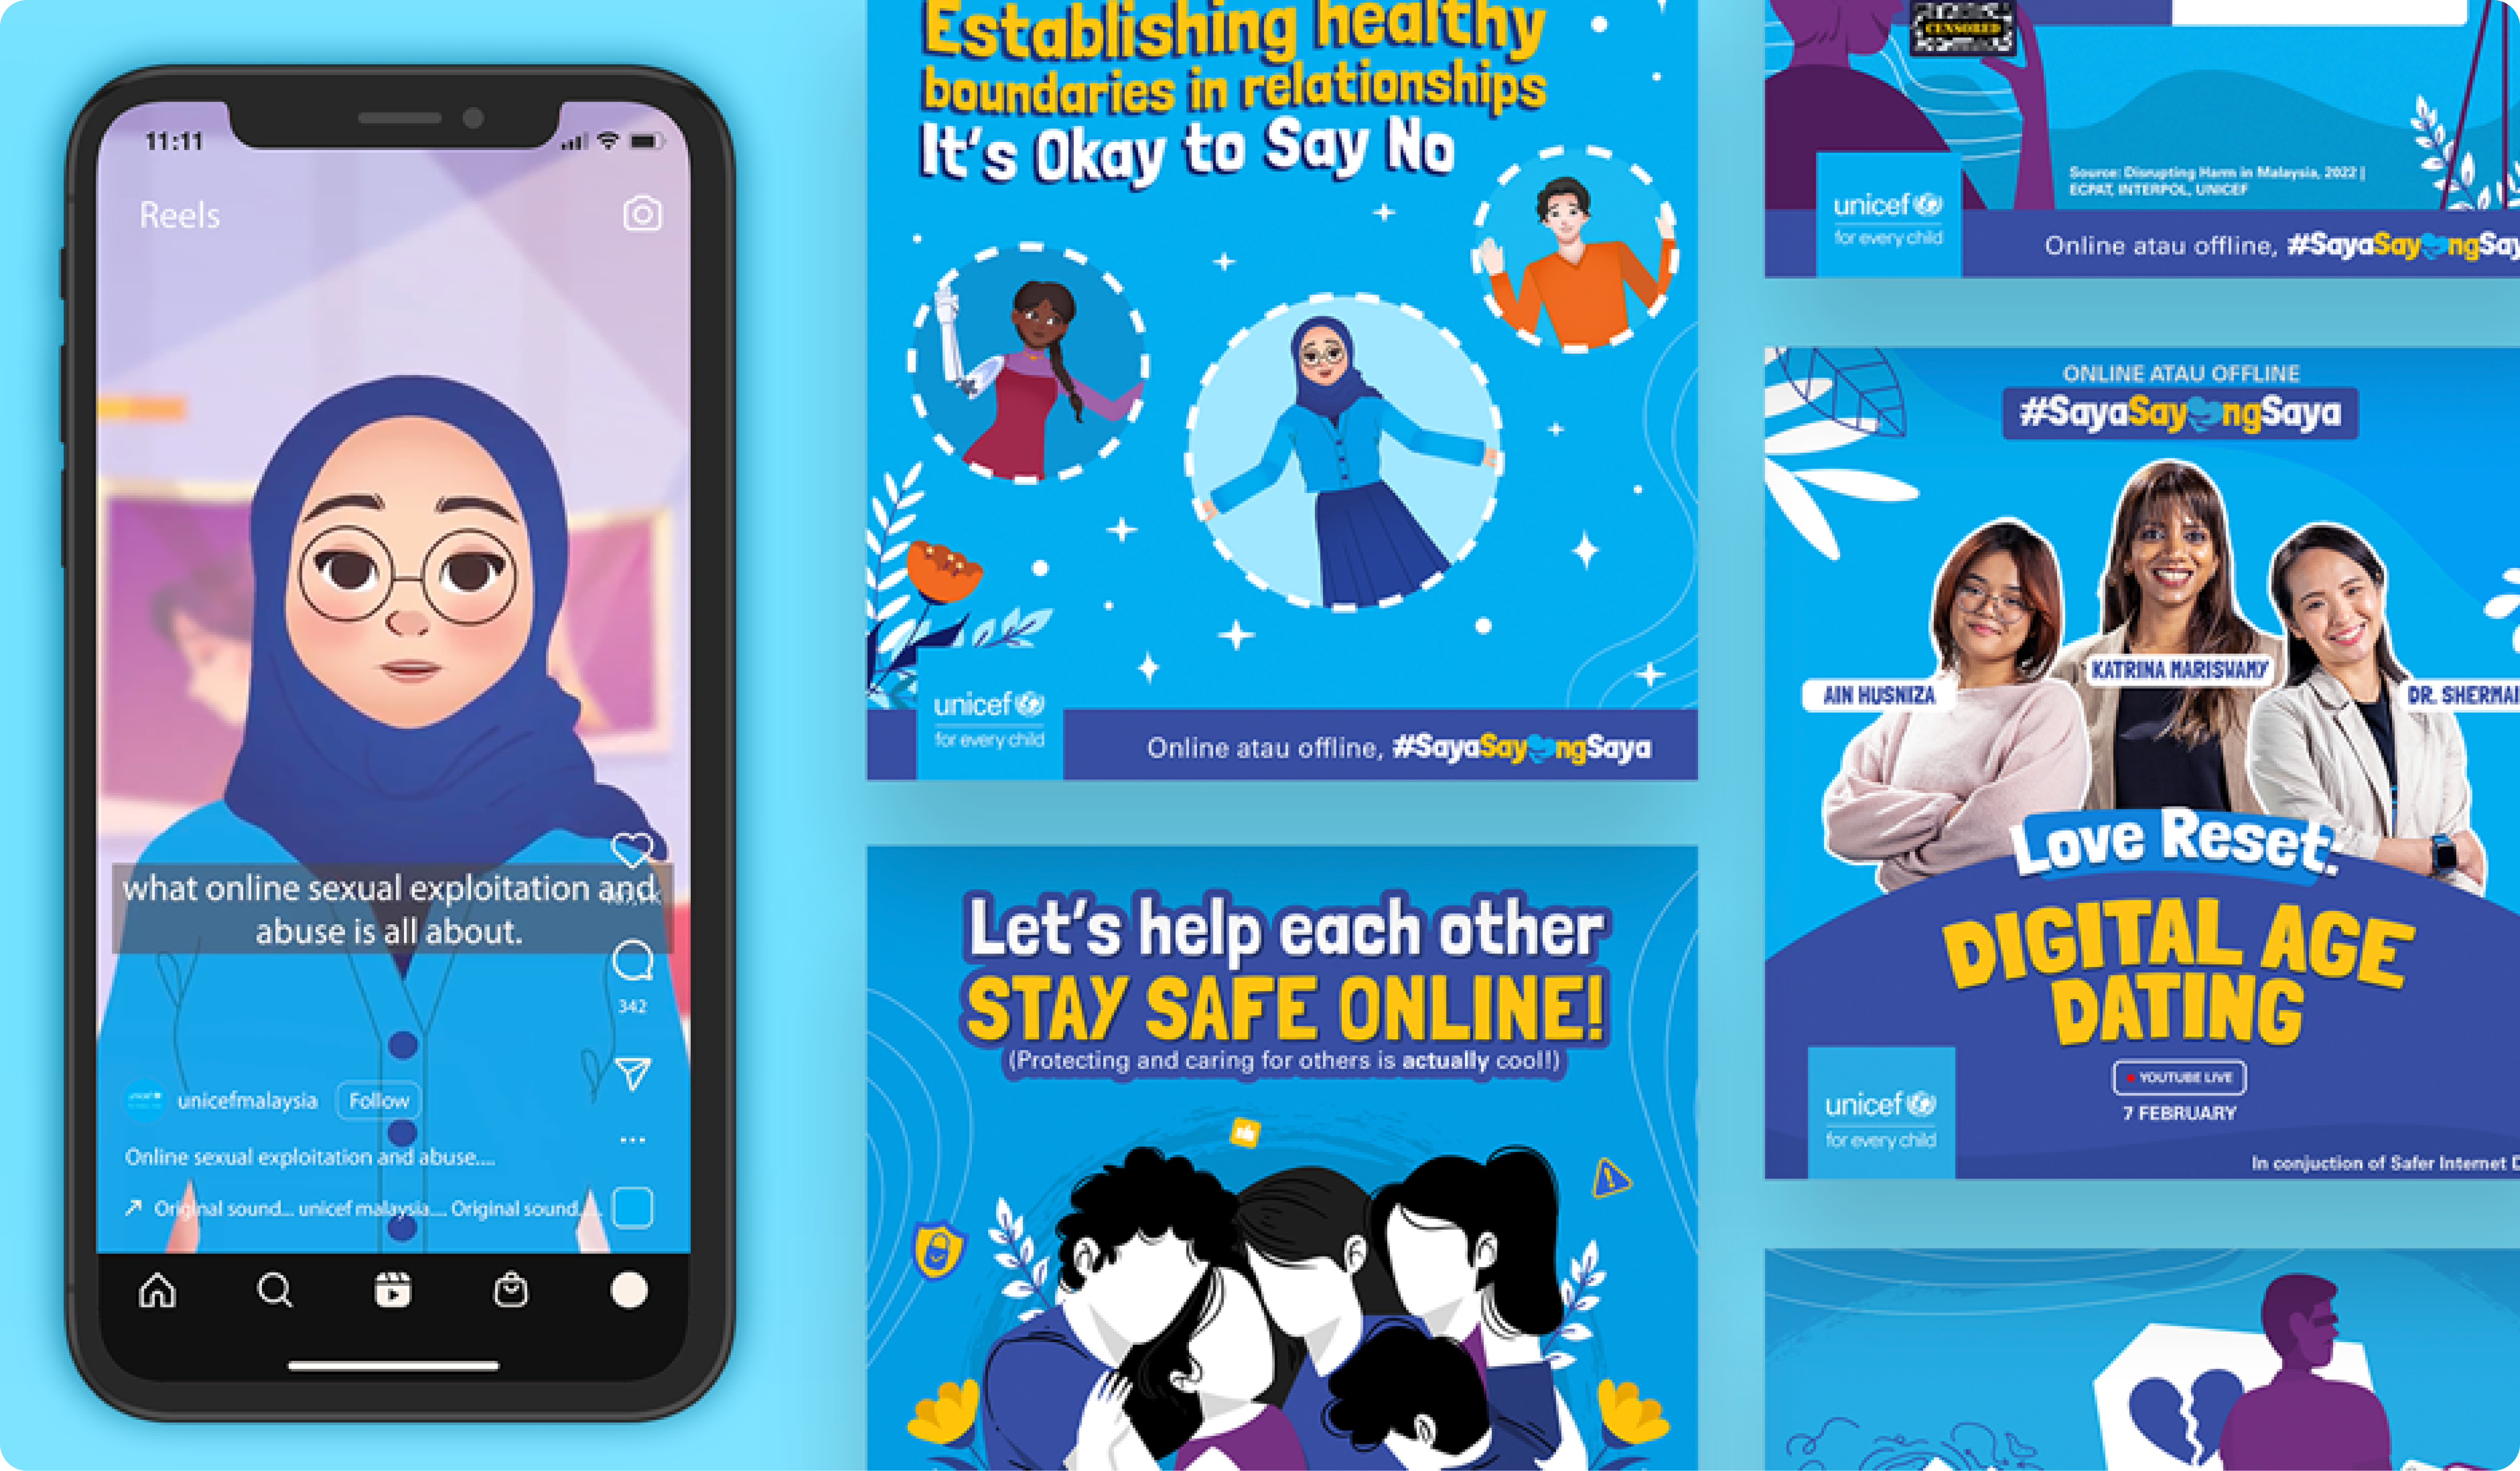 11:11
Reels
what online sexual exploitation and
abuse is all about.
342
unicefmalaysia
Follow
Online sexual exploitation and abuse....
Original sound... unicef malaysia.... Original sound....
Establishing healthy
boundaries in relationships
It's Okay to Say No
unicef
for every child
Online atau offline, #SayaSayangSaya
Let's help each other
STAY SAFE ONLINE!
(Protecting and caring for others is actually cool!)
CENSORED
Source: Disrupting Harm in Malaysia, 2022 |
ECPAT, INTERPOL, UNICEF
unicef
for every child
Online atau offline, #SayaSayangSay
ONLINE ATAU OFFLINE
#SayaSayangSaya
KATRINA MARISWAMY
AIN HUSNIZA
DR. SHERMAI
Love Reset:
DIGITAL AGE
DATING
YOUTUBE LIVE
7 FEBRUARY
unicef
for every child
In conjuction of Safer Internet D